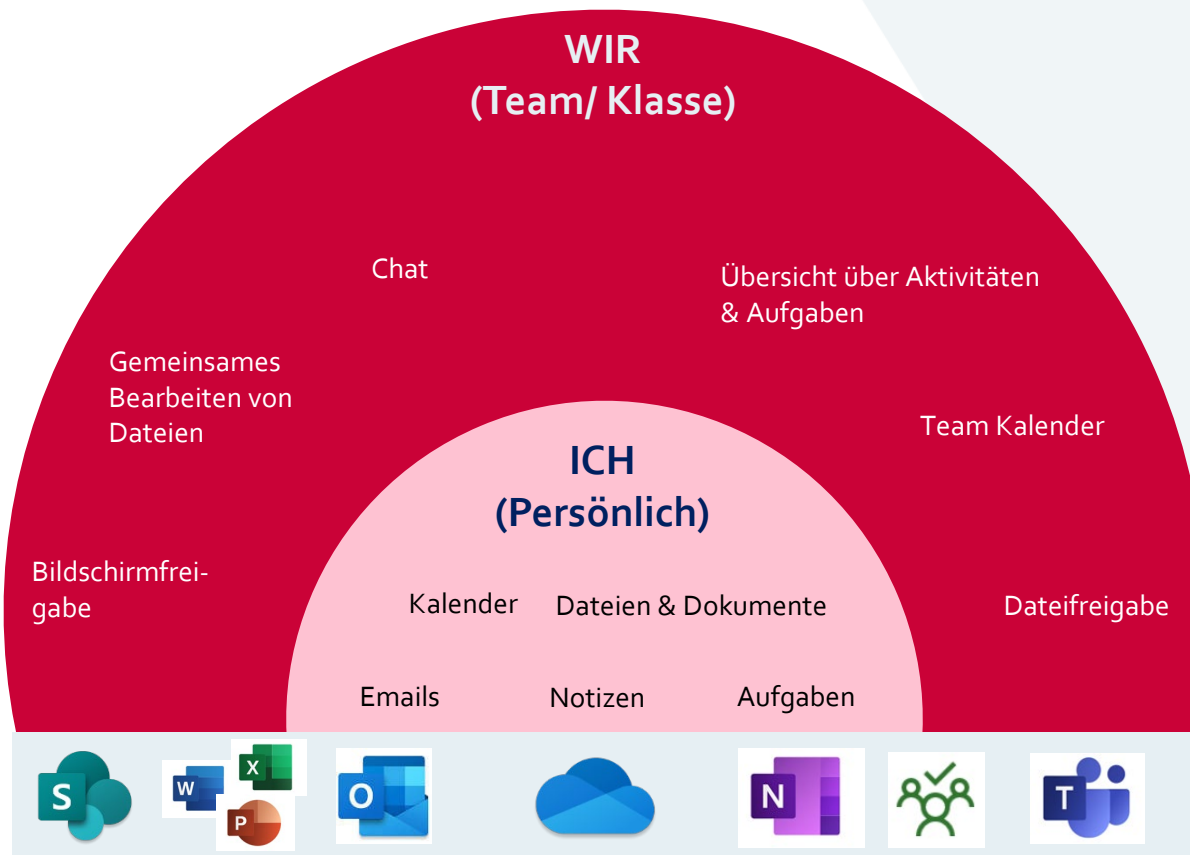 WIR
(Team/ Klasse)
Chat
Übersicht über Aktivitäten
& Aufgaben
Gemeinsames
Bearbeiten von
Dateien
Team Kalender
ICH
(Persönlich)
Bildschirmfrei-
gabe
Kalender
Dateien & Dokumente
Dateifreigabe
Emails
Notizen
Aufgaben
S
W
X
P
O
N
T